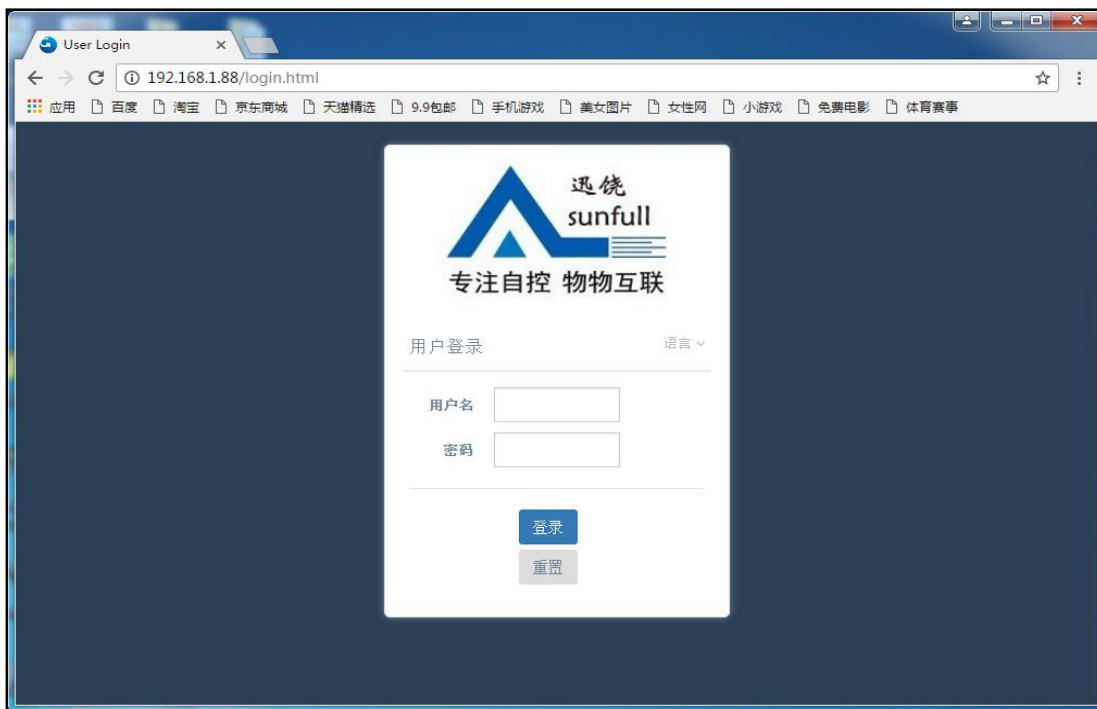 User Login
192.168.1.88/login.html
应用 百度 淘宝 京东商城 天猫精选 9.9包邮 手机游戏 美女图片 女性网 小游戏 免费电影 体育赛事
迅饶
sunfull
专注自控 物物互联
用户登录 语言
用户名
密码
登录
重置